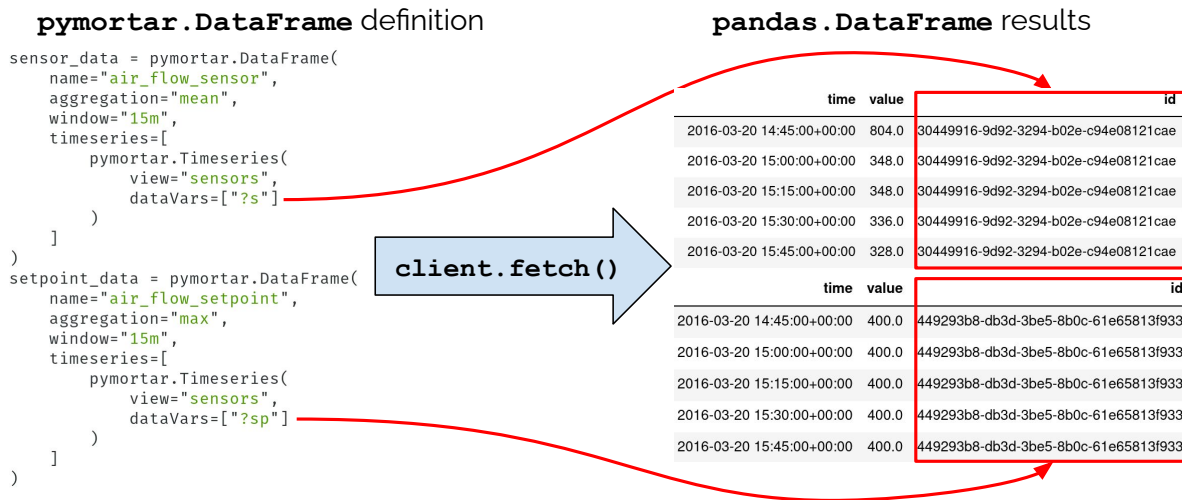 pymortar.DataFrame definition
sensor_data = pymortar.DataFrame(
    name="air_flow_sensor",
    aggregation="mean",
    window="15m",
    timeseries=[
        pymortar.Timeseries(
            view="sensors",
            dataVars=["?s"]
        )
    ]
)
setpoint_data = pymortar.DataFrame(
    name="air_flow_setpoint",
    aggregation="max",
    window="15m",
    timeseries=[
        pymortar.Timeseries(
            view="sensors",
            dataVars=["?sp"]
        )
    ]
)
client.fetch()
pandas.DataFrame results
time value id
2016-03-20 14:45:00+00:00 804.0 30449916-9d92-3294-b02e-c94e08121cae
2016-03-20 15:00:00+00:00 348.0 30449916-9d92-3294-b02e-c94e08121cae
2016-03-20 15:15:00+00:00 348.0 30449916-9d92-3294-b02e-c94e08121cae
2016-03-20 15:30:00+00:00 336.0 30449916-9d92-3294-b02e-c94e08121cae
2016-03-20 15:45:00+00:00 328.0 30449916-9d92-3294-b02e-c94e08121cae
time value id
2016-03-20 14:45:00+00:00 400.0 449293b8-db3d-3be5-8b0c-61e65813f933
2016-03-20 15:00:00+00:00 400.0 449293b8-db3d-3be5-8b0c-61e65813f933
2016-03-20 15:15:00+00:00 400.0 449293b8-db3d-3be5-8b0c-61e65813f933
2016-03-20 15:30:00+00:00 400.0 449293b8-db3d-3be5-8b0c-61e65813f933
2016-03-20 15:45:00+00:00 400.0 449293b8-db3d-3be5-8b0c-61e65813f933